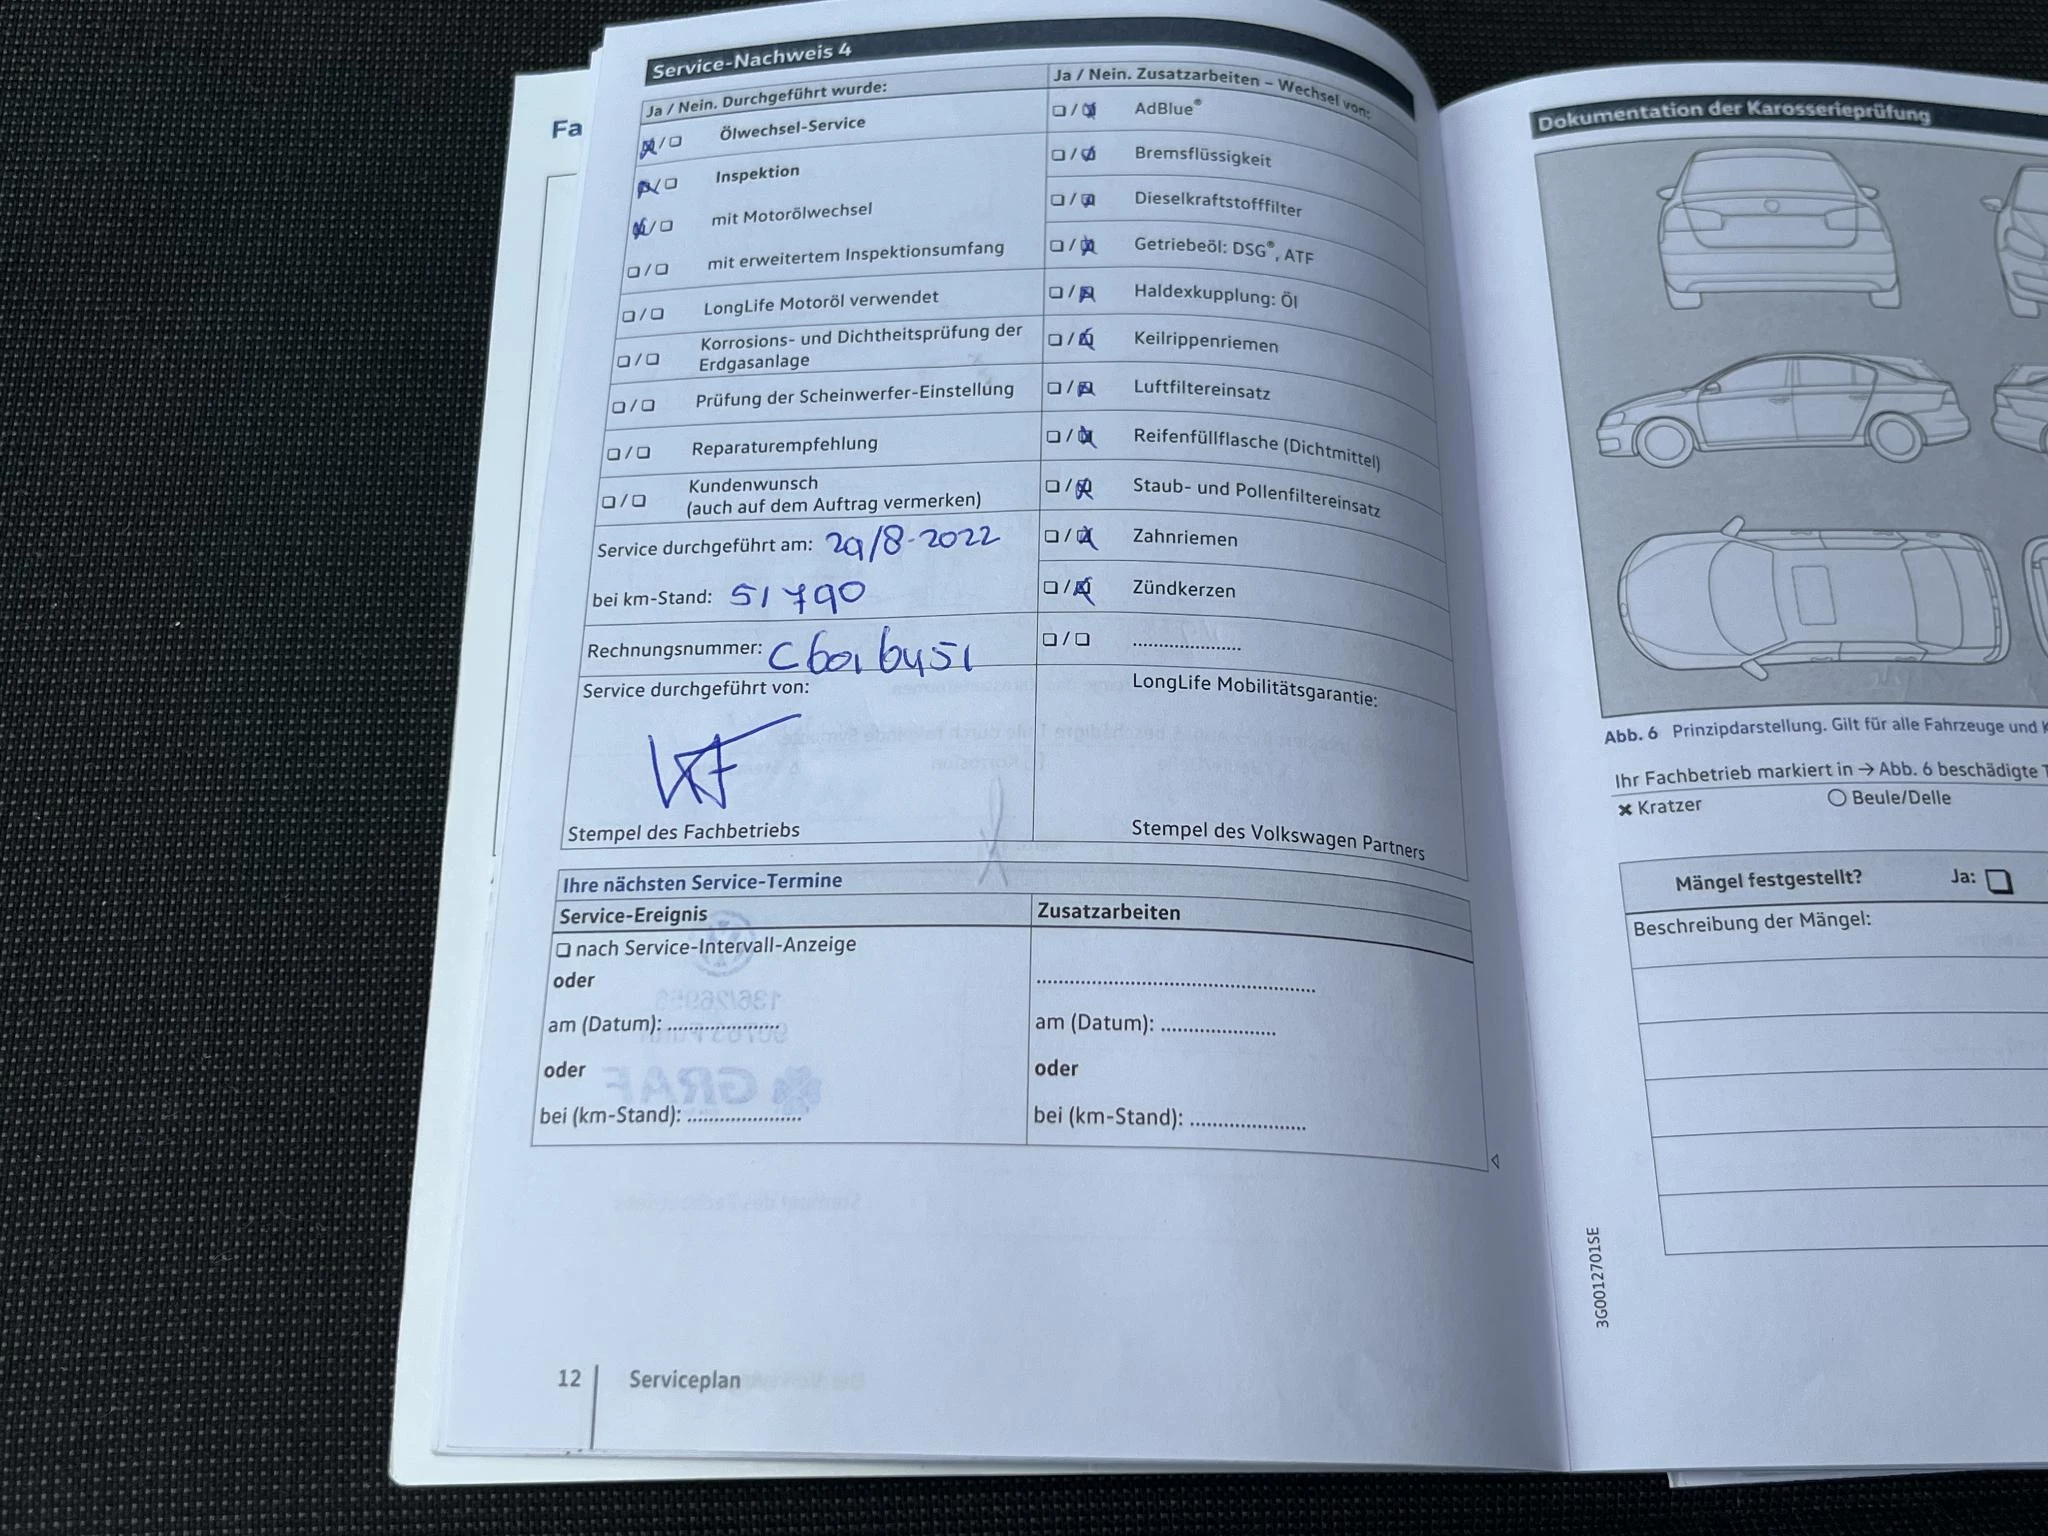 Fa
Service-Nachweis 4
Ja / Nein. Durchgeführt wurde:
Ölwechsel-Service
Inspektion
mit Motorölwechsel
mit erweitertem Inspektionsumfang
LongLife Motoröl verwendet
Korrosions- und Dichtheitsprüfung der
Erdgasanlage
Prüfung der Scheinwerfer-Einstellung
Reparaturempfehlung
Kundenwunsch
(auch auf dem Auftrag vermerken)
Service durchgeführt am: 29/8-2022
bei km-Stand: 51790
Rechnungsnummer:
Service durchgeführt von:
Stempel des Fachbetriebs
Ja / Nein. Zusatzarbeiten – Wechsel von:
AdBlue®
Bremsflüssigkeit
Dieselkraftstofffilter
Getriebeöl: DSG®, ATF
Haldexkupplung: Öl
Keilrippenriemen
Luftfiltereinsatz
Reifenfüllflasche (Dichtmittel)
Staub- und Pollenfiltereinsatz
Zahnriemen
Zündkerzen
LongLife Mobilitätsgarantie:
Stempel des Volkswagen Partners
Ihre nächsten Service-Termine
Service-Ereignis
nach Service-Intervall-Anzeige
oder
am (Datum): ......................
oder
bei (km-Stand): ......................
Zusatzarbeiten
am (Datum): ......................
oder
bei (km-Stand): ......................
12 Serviceplan
Dokumentation der Karosserieprüfung
Abb. 6 Prinzipdarstellung. Gilt für alle Fahrzeuge und K
Ihr Fachbetrieb markiert in → Abb. 6 beschädigte T
Kratzer
Beule/Delle
Mängel festgestellt? Ja:
Beschreibung der Mängel:
3G0012701SE